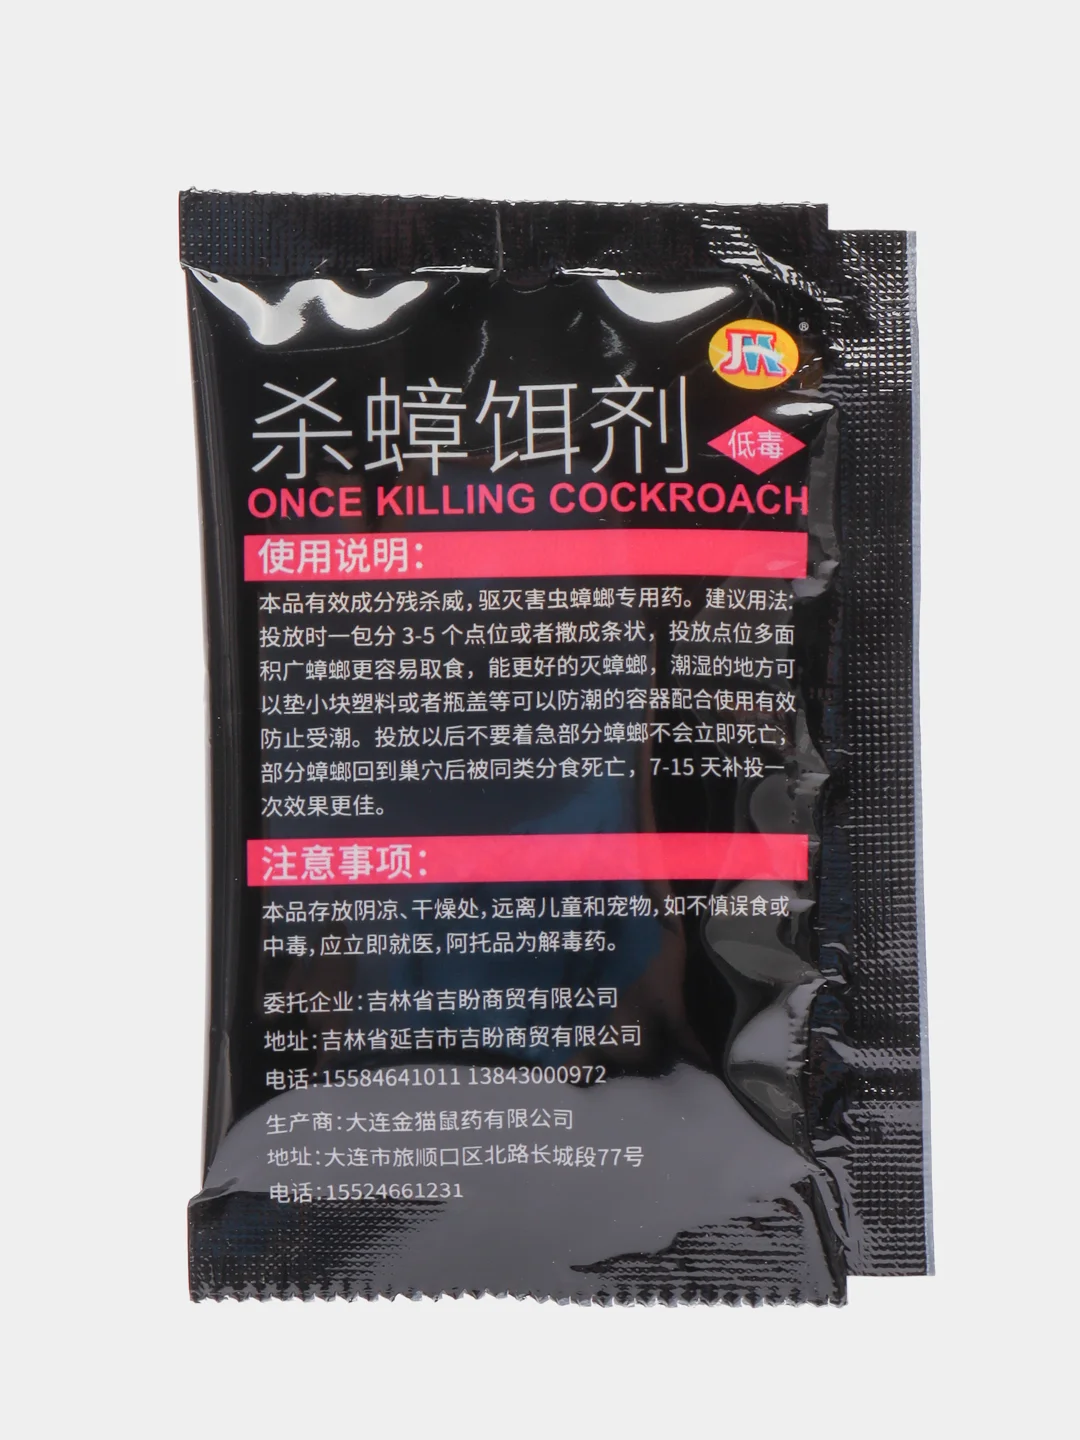 JM
®
杀蟑饵剂
低毒
ONCE KILLING COCKROACH
使用说明:
本品有效成分残杀威,驱灭害虫蟑螂专用药。建议用法:
投放时一包分 3-5 个点位或者撒成条状，投放点位多面
积广蟑螂更容易取食，能更好的灭蟑螂，潮湿的地方可
以垫小块塑料或者瓶盖等可以防潮的容器配合使用有效
防止受潮。投放以后不要着急部分蟑螂不会立即死亡，
部分蟑螂回到巢穴后被同类分食死亡，7-15 天补投一
次效果更佳。
注意事项:
本品存放阴凉、干燥处,远离儿童和宠物,如不慎误食或
中毒,应立即就医,阿托品为解毒药。
委托企业:吉林省吉盼商贸有限公司
地址:吉林省延吉市吉盼商贸有限公司
电话:15584641011 13843000972
生产商:大连金猫鼠药有限公司
地址:大连市旅顺口区北路长城段77号
电话:15524661231